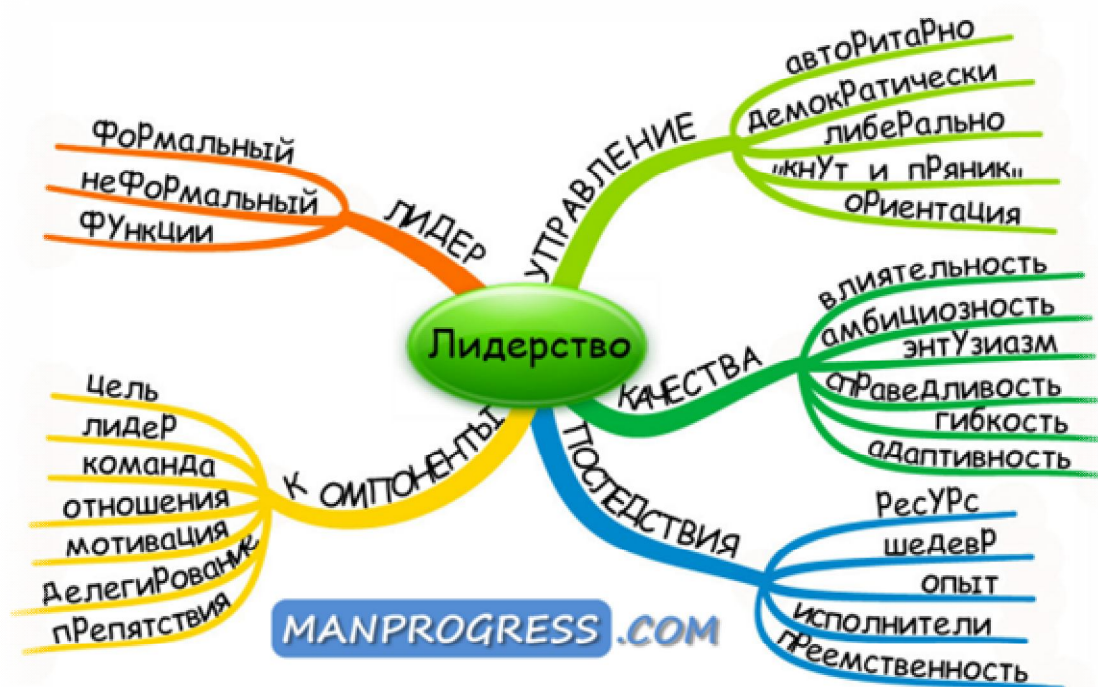 Лидерство
ЛИДЕР
формальный
неформальный
функции
УПРАВЛЕНИЕ
авторитарно
демократически
либерально
„кнут и пряник„
ориентация
КАЧЕСТВА
влиятельность
амбициозность
энтузиазм
справедливость
гибкость
адаптивность
ПОСЛЕДСТВИЯ
ресурс
шедевр
опыт
исполнители
преемственность
КОМПОНЕНТЫ
цель
лидер
команда
отношения
мотивация
делегирование
препятствия
MANPROGRESS.COM